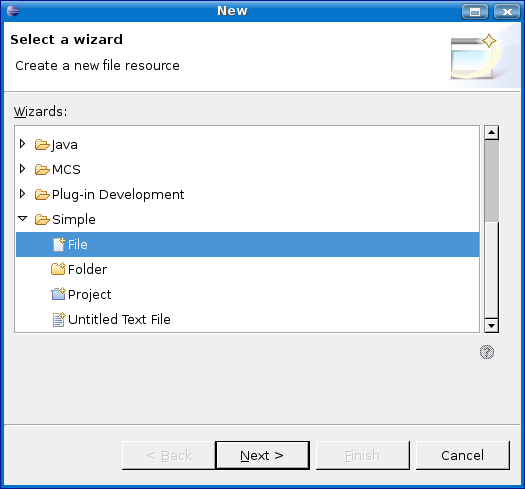 New
Select a wizard
Create a new file resource
Wizards:
Java
MCS
Plug-in Development
Simple
File
Folder
Project
Untitled Text File
< Back
Next >
Finish
Cancel